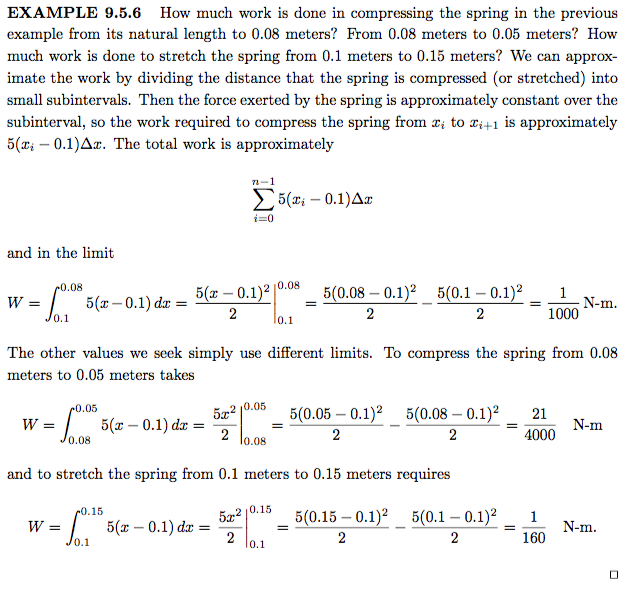 EXAMPLE 9.5.6 How much work is done in compressing the spring in the previous
example from its natural length to 0.08 meters? From 0.08 meters to 0.05 meters? How
much work is done to stretch the spring from 0.1 meters to 0.15 meters? We can approx-
imate the work by dividing the distance that the spring is compressed (or stretched) into
small subintervals. Then the force exerted by the spring is approximately constant over the
subinterval, so the work required to compress the spring from x_i to x_{i+1} is approximately
5(x_i − 0.1)Δx. The total work is approximately
\sum_{i=0}^{n−1} 5(x_i − 0.1)Δx
and in the limit
W = \int_{0.1}^{0.08} 5(x − 0.1) dx = \frac{5(x − 0.1)^2}{2} |_{0.1}^{0.08} = \frac{5(0.08 − 0.1)^2}{2} − \frac{5(0.1 − 0.1)^2}{2} = \frac{1}{1000} N-m.
The other values we seek simply use different limits. To compress the spring from 0.08
meters to 0.05 meters takes
W = \int_{0.08}^{0.05} 5(x − 0.1) dx = \frac{5x^2}{2} |_{0.08}^{0.05} = \frac{5(0.05 − 0.1)^2}{2} − \frac{5(0.08 − 0.1)^2}{2} = \frac{21}{4000} N-m
and to stretch the spring from 0.1 meters to 0.15 meters requires
W = \int_{0.1}^{0.15} 5(x − 0.1) dx = \frac{5x^2}{2} |_{0.1}^{0.15} = \frac{5(0.15 − 0.1)^2}{2} − \frac{5(0.1 − 0.1)^2}{2} = \frac{1}{160} N-m.
□